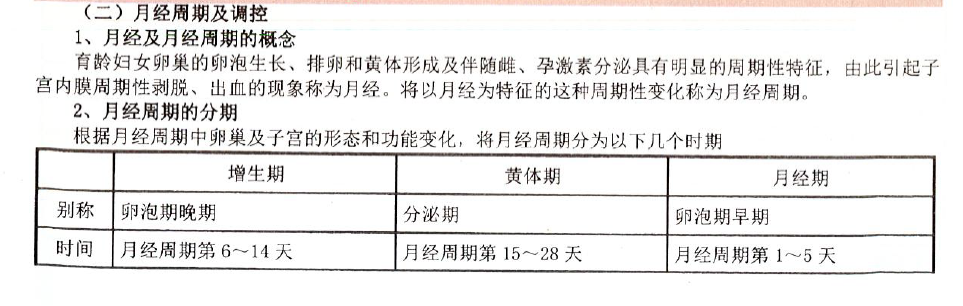 （二）月经周期及调控
1、月经及月经周期的概念
育龄妇女卵巢的卵泡生长、排卵和黄体形成及伴随雌、孕激素分泌具有明显的周期性特征，由此引起子
宫内膜周期性剥脱、出血的现象称为月经。将以月经为特征的这种周期性变化称为月经周期。
2、月经周期的分期
根据月经周期中卵巢及子宫的形态和功能变化，将月经周期分为以下几个时期
增生期 黄体期 月经期
别称 卵泡期晚期 分泌期 卵泡期早期
时间 月经周期第 6～14 天 月经周期第 15～28 天 月经周期第 1～5 天